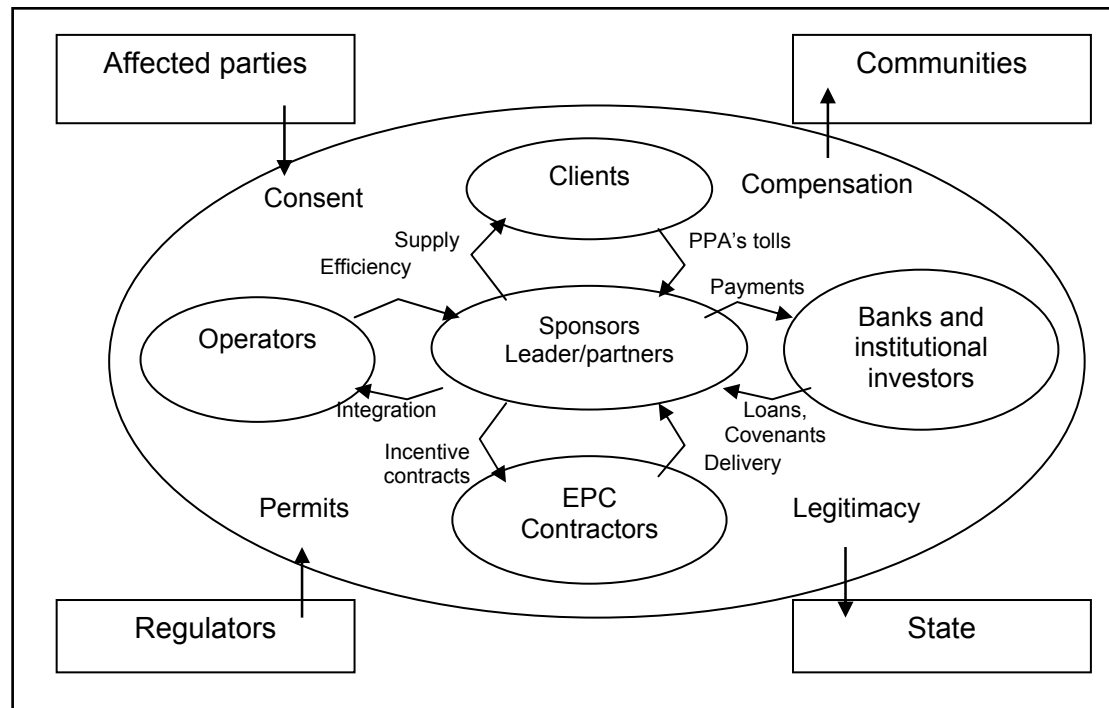 Affected parties
Communities
Clients
Consent
Compensation
Supply
PPA’s tolls
Efficiency
Payments
Operators
Sponsors
Leader/partners
Banks and
institutional
investors
Integration
Loans,
Covenants
Incentive
contracts
Delivery
EPC
Contractors
Permits
Legitimacy
Regulators
State